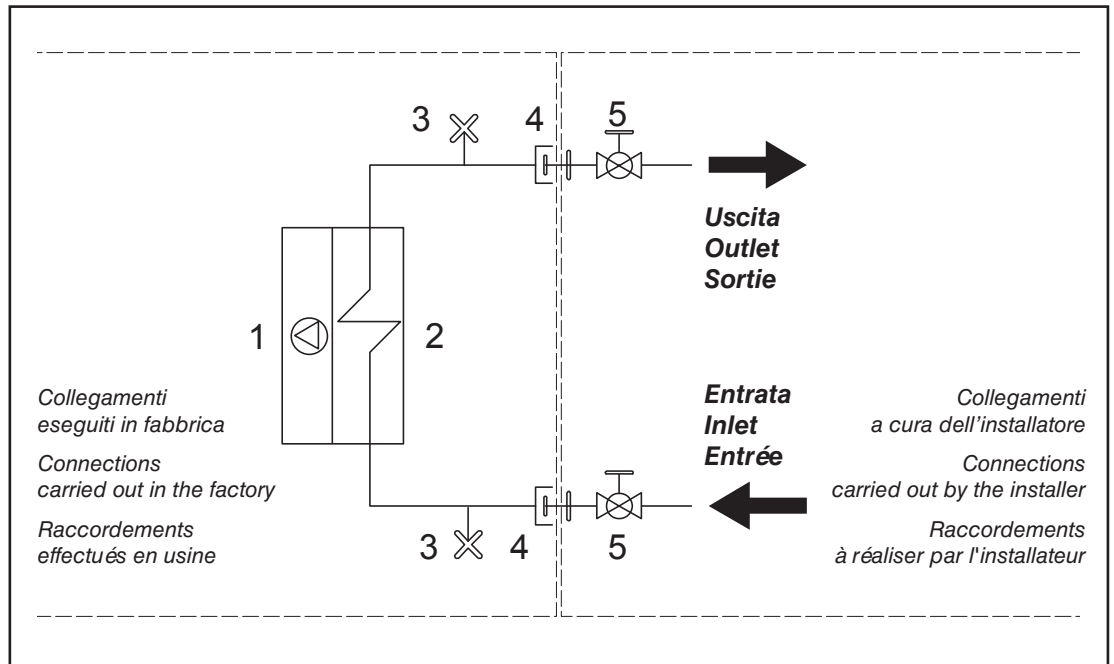 3
4
5
Uscita
Outlet
Sortie
1
2
Collegamenti
eseguiti in fabbrica
Connections
carried out in the factory
Raccordements
effectués en usine
Entrata
Inlet
Entrée
Collegamenti
a cura dell'installatore
Connections
carried out by the installer
Raccordements
à réaliser par l'installateur
3
4
5